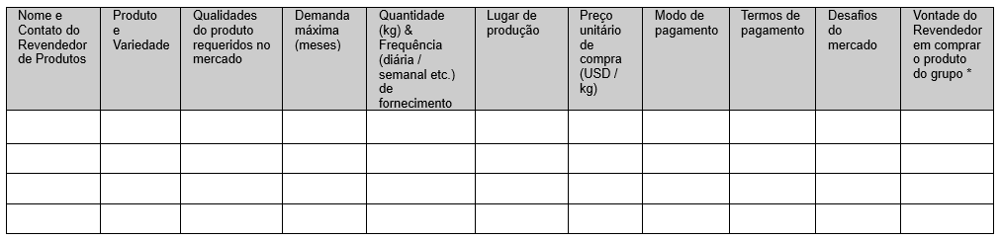 Nome e
Contato do
Revendedor
de Produtos
Produto
e
Variedade
Qualidades
do produto
requeridos no
mercado
Demanda
máxima
(meses)
Quantidade
(kg) &
Frequência
(diária /
semanal etc.)
de
fornecimento
Lugar de
produção
Preço
unitário
de
compra
(USD /
kg)
Modo de
pagamento
Termos de
pagamento
Desafios
do
mercado
Vontade do
Revendedor
em comprar
o produto
do grupo *